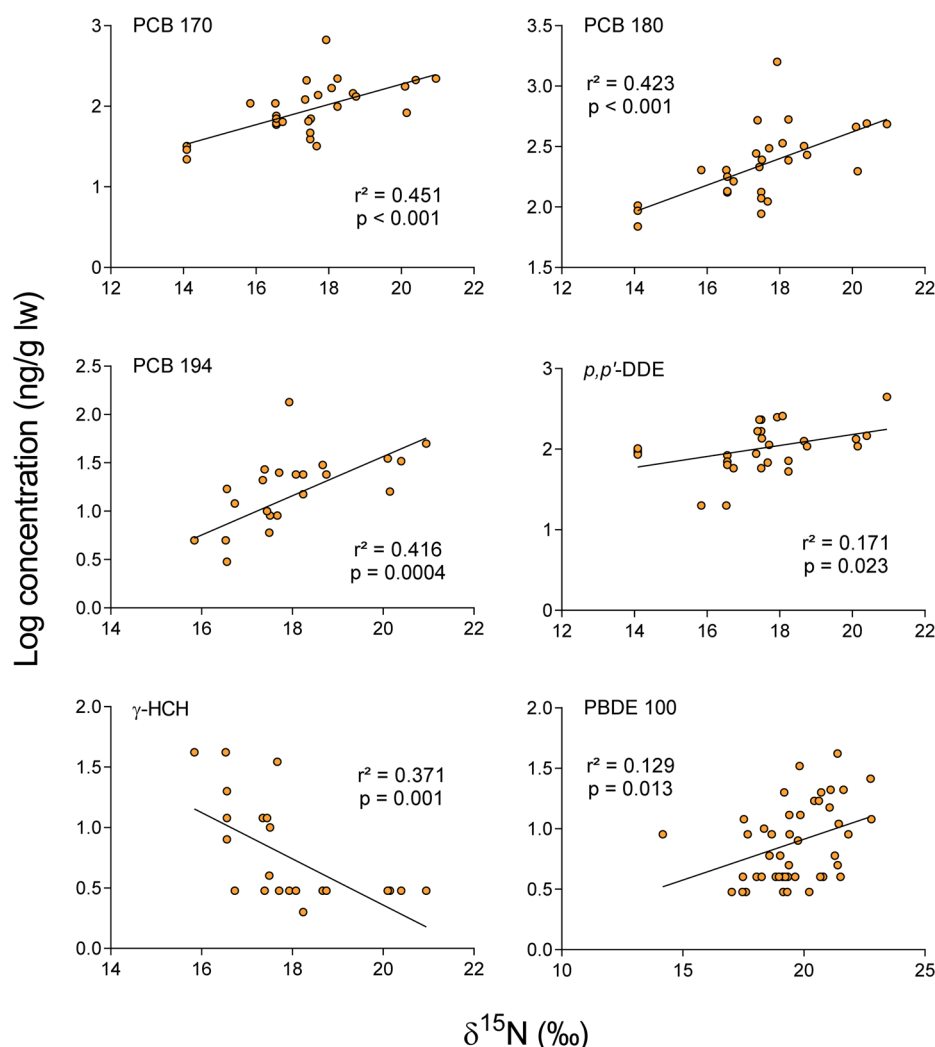 Log concentration (ng/g lw)
PCB 170
3
2
1
0
12 14 16 18 20 22
r² = 0.451
p < 0.001
PCB 180
3.5
3.0
2.5
2.0
1.5
12 14 16 18 20 22
r² = 0.423
p < 0.001
PCB 194
2.5
2.0
1.5
1.0
0.5
0.0
14 16 18 20 22
r² = 0.416
p = 0.0004
p,p'-DDE
3
2
1
0
12 14 16 18 20 22
r² = 0.171
p = 0.023
γ-HCH
2.0
1.5
1.0
0.5
0.0
14 16 18 20 22
r² = 0.371
p = 0.001
PBDE 100
2.0
1.5
1.0
0.5
0.0
10 15 20 25
r² = 0.129
p = 0.013
δ¹⁵N (‰)